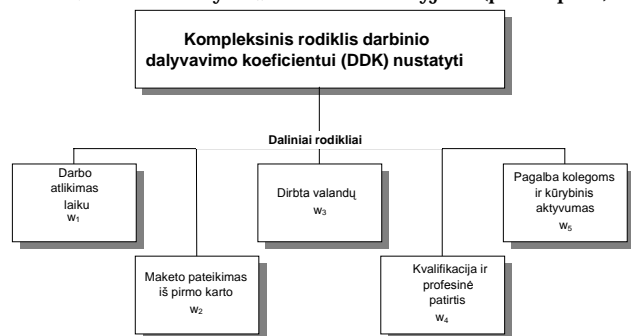 Kompleksinis rodiklis darbinio
dalyvavimo koeficientui (DDK) nustatyti
Daliniai rodikliai
Darbo
atlikimas
laiku
w1
Maketo pateikimas
iš pirmo karto
w2
Dirbta valandų
w3
Kvalifikacija ir
profesinė
patirtis
w4
Pagalba kolegoms
ir kūrybinis
aktyvumas
w5